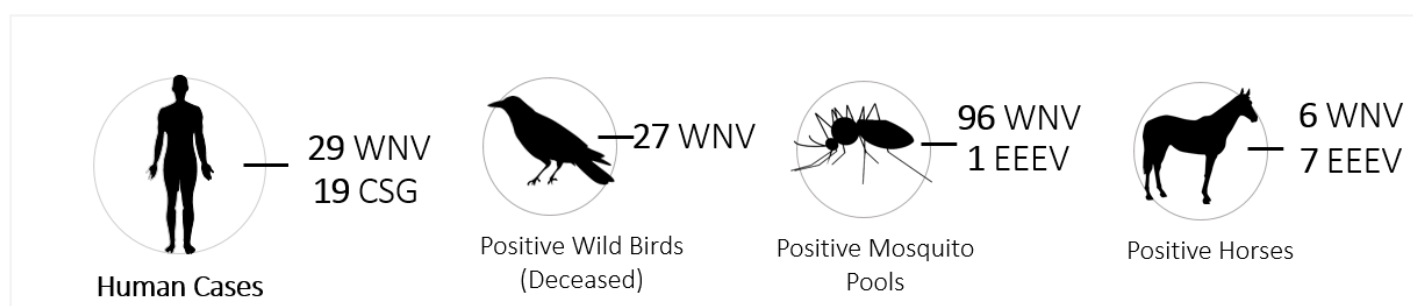 29 WNV
19 CSG
Human Cases
27 WNV
Positive Wild Birds
(Deceased)
96 WNV
1 EEEV
Positive Mosquito
Pools
6 WNV
7 EEEV
Positive Horses